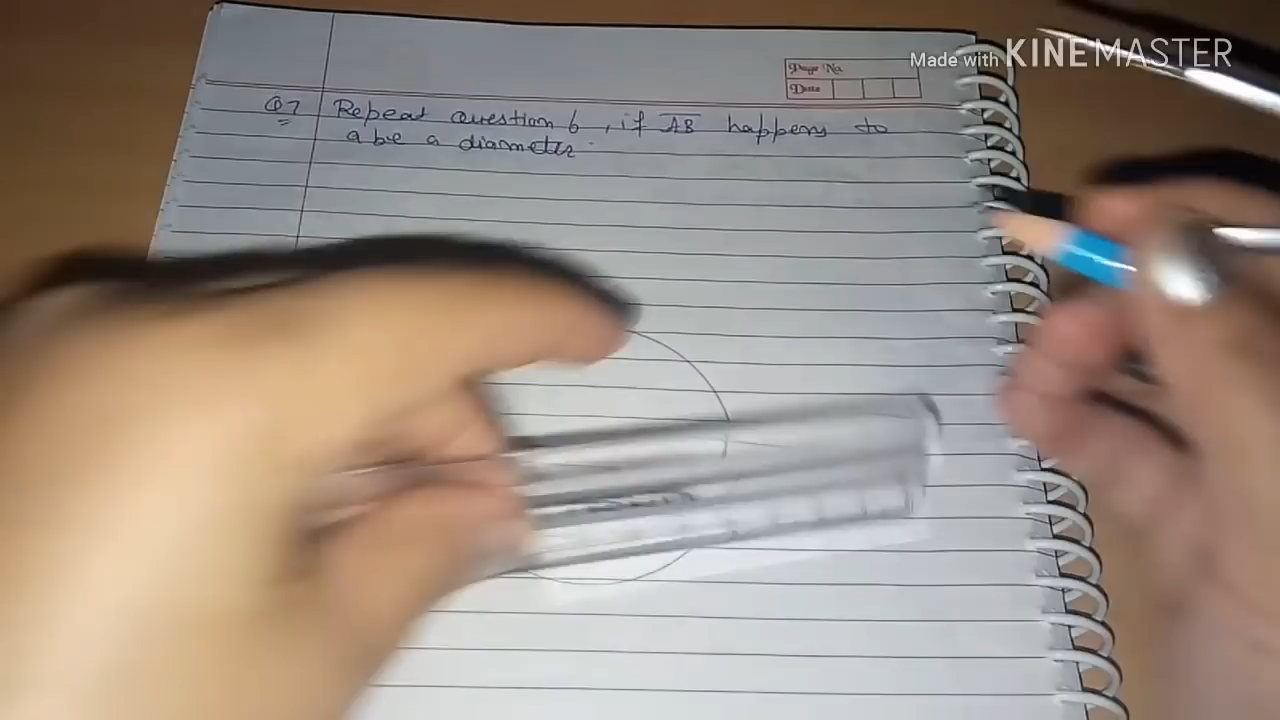 Made with KINEMASTER
Page No.
Date
Q7 Repeat question 6, if AB happens to
a be a diameter.